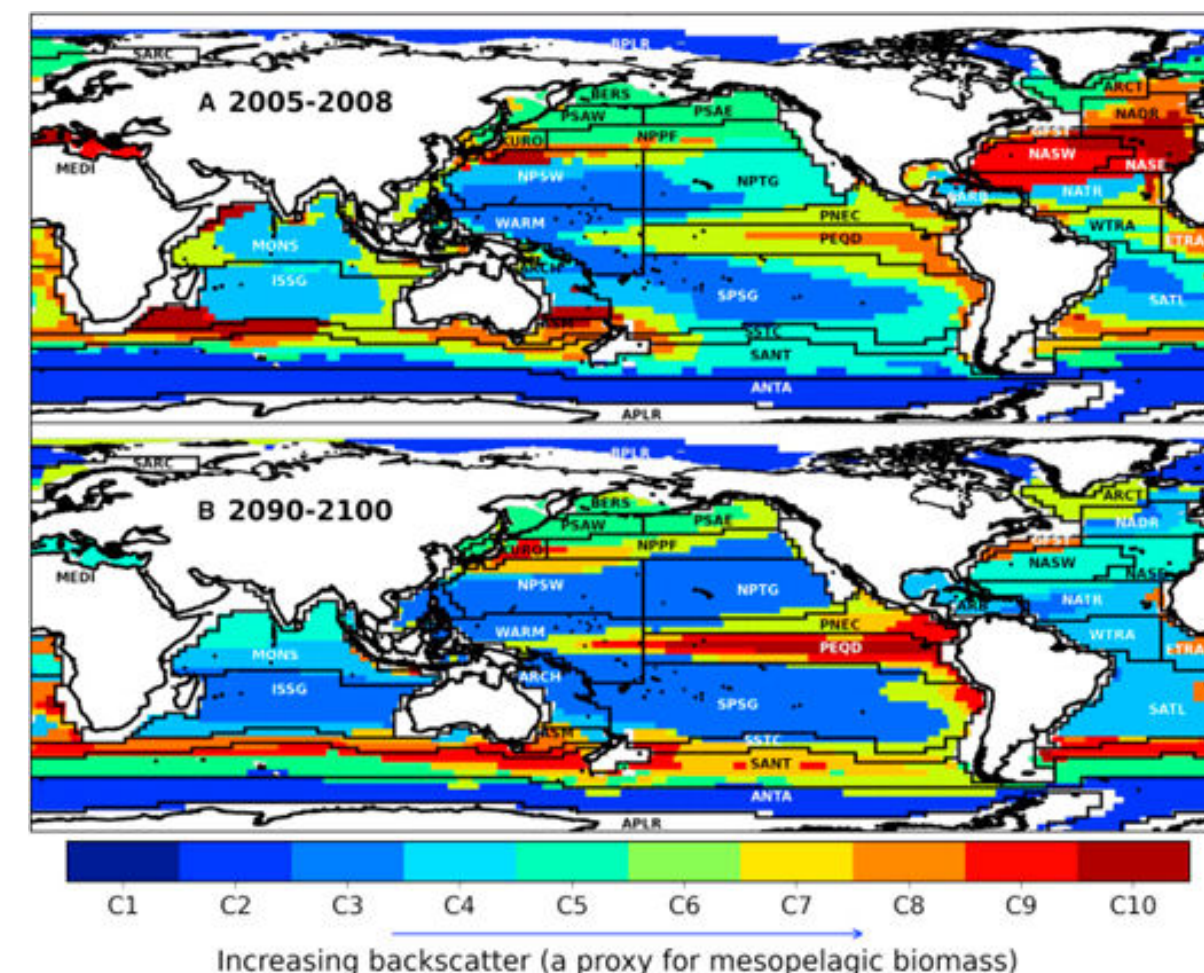 BPLR
SARC
A 2005-2008
BERS
ARCT
PSAW
PSAE
NADR
KURO
NPPF
GFST
MEDI
NASW
NASE
NPSW
NPTG
NATR
CARB
WARM
PNEC
WTRA
MONS
PEQD
ETRA
ARCH
ISSG
SPSG
SATL
SSTC
SANT
ANTA
APLR
BPLR
SARC
BERS
ARCT
B 2090-2100
PSAW
PSAE
NADR
KURO
NPPF
GFST
NASW
MEDI
NASE
NPSW
NPTG
NATR
WARM
PNEC
WTRA
MONS
PEQD
ETRA
ARCH
ISSG
SPSG
SATL
SSTC
SANT
ANTA
APLR
C1 C2 C3 C4 C5 C6 C7 C8 C9 C10
Increasing backscatter (a proxy for mesopelagic biomass)